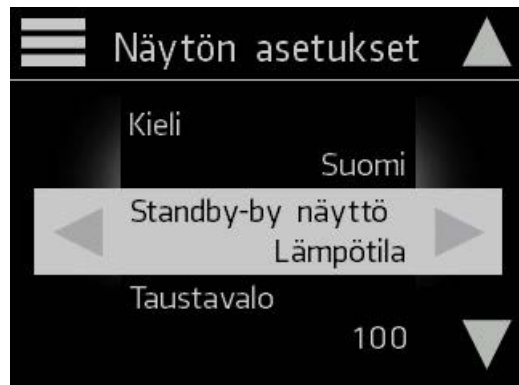 Näytön asetukset
Kieli
Suomi
Standby-by näyttö
Lämpötila
Taustavalo
100